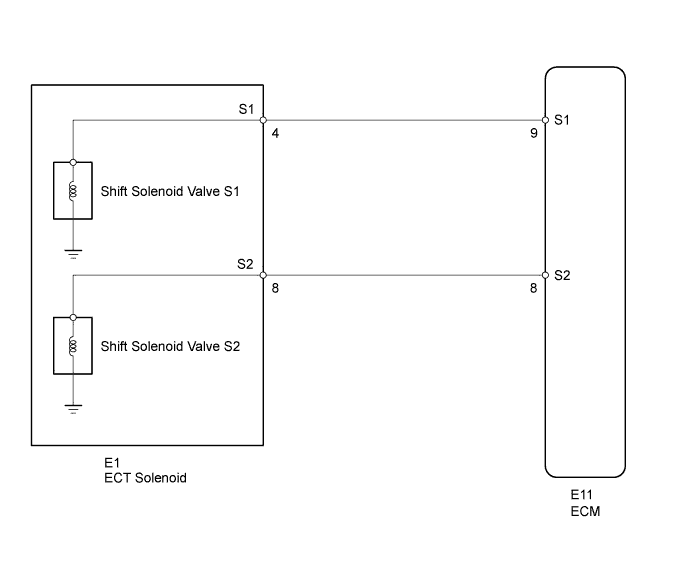 S1
4
9
S1
Shift Solenoid Valve S1
S2
8
8
S2
Shift Solenoid Valve S2
E1
ECT Solenoid
E11
ECM